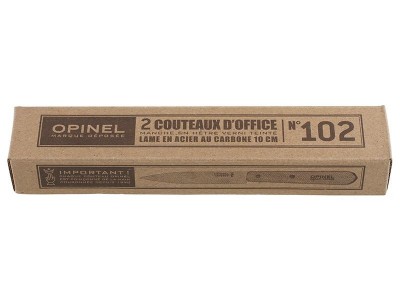 OPINEL
MARQUE DÉPOSÉE
2 COUTEAUX D'OFFICE
MANCHE EN HÊTRE VERNI TEINTÉ
LAME EN ACIER AU CARBONE 10 CM
N° 102
IMPORTANT!